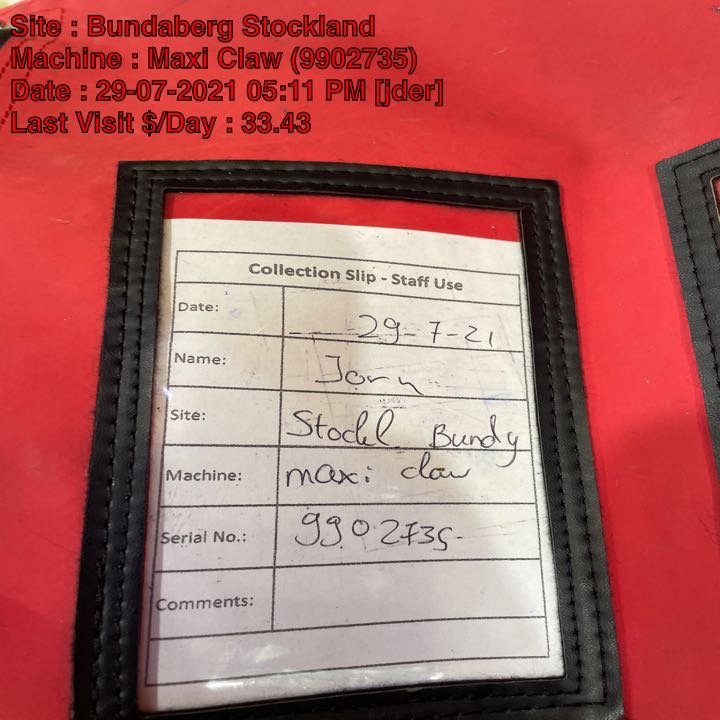 Site : Bundaberg Stockland
Machine : Maxi Claw (9902735)
Date : 29-07-2021 05:11 PM [jder]
Last Visit $/Day : 33.43
Collection Slip - Staff Use
Date: 29-7-21
Name: Jorn
Site: Stockl Bundy
Machine: maxi claw
Serial No.: 9902735
Comments: